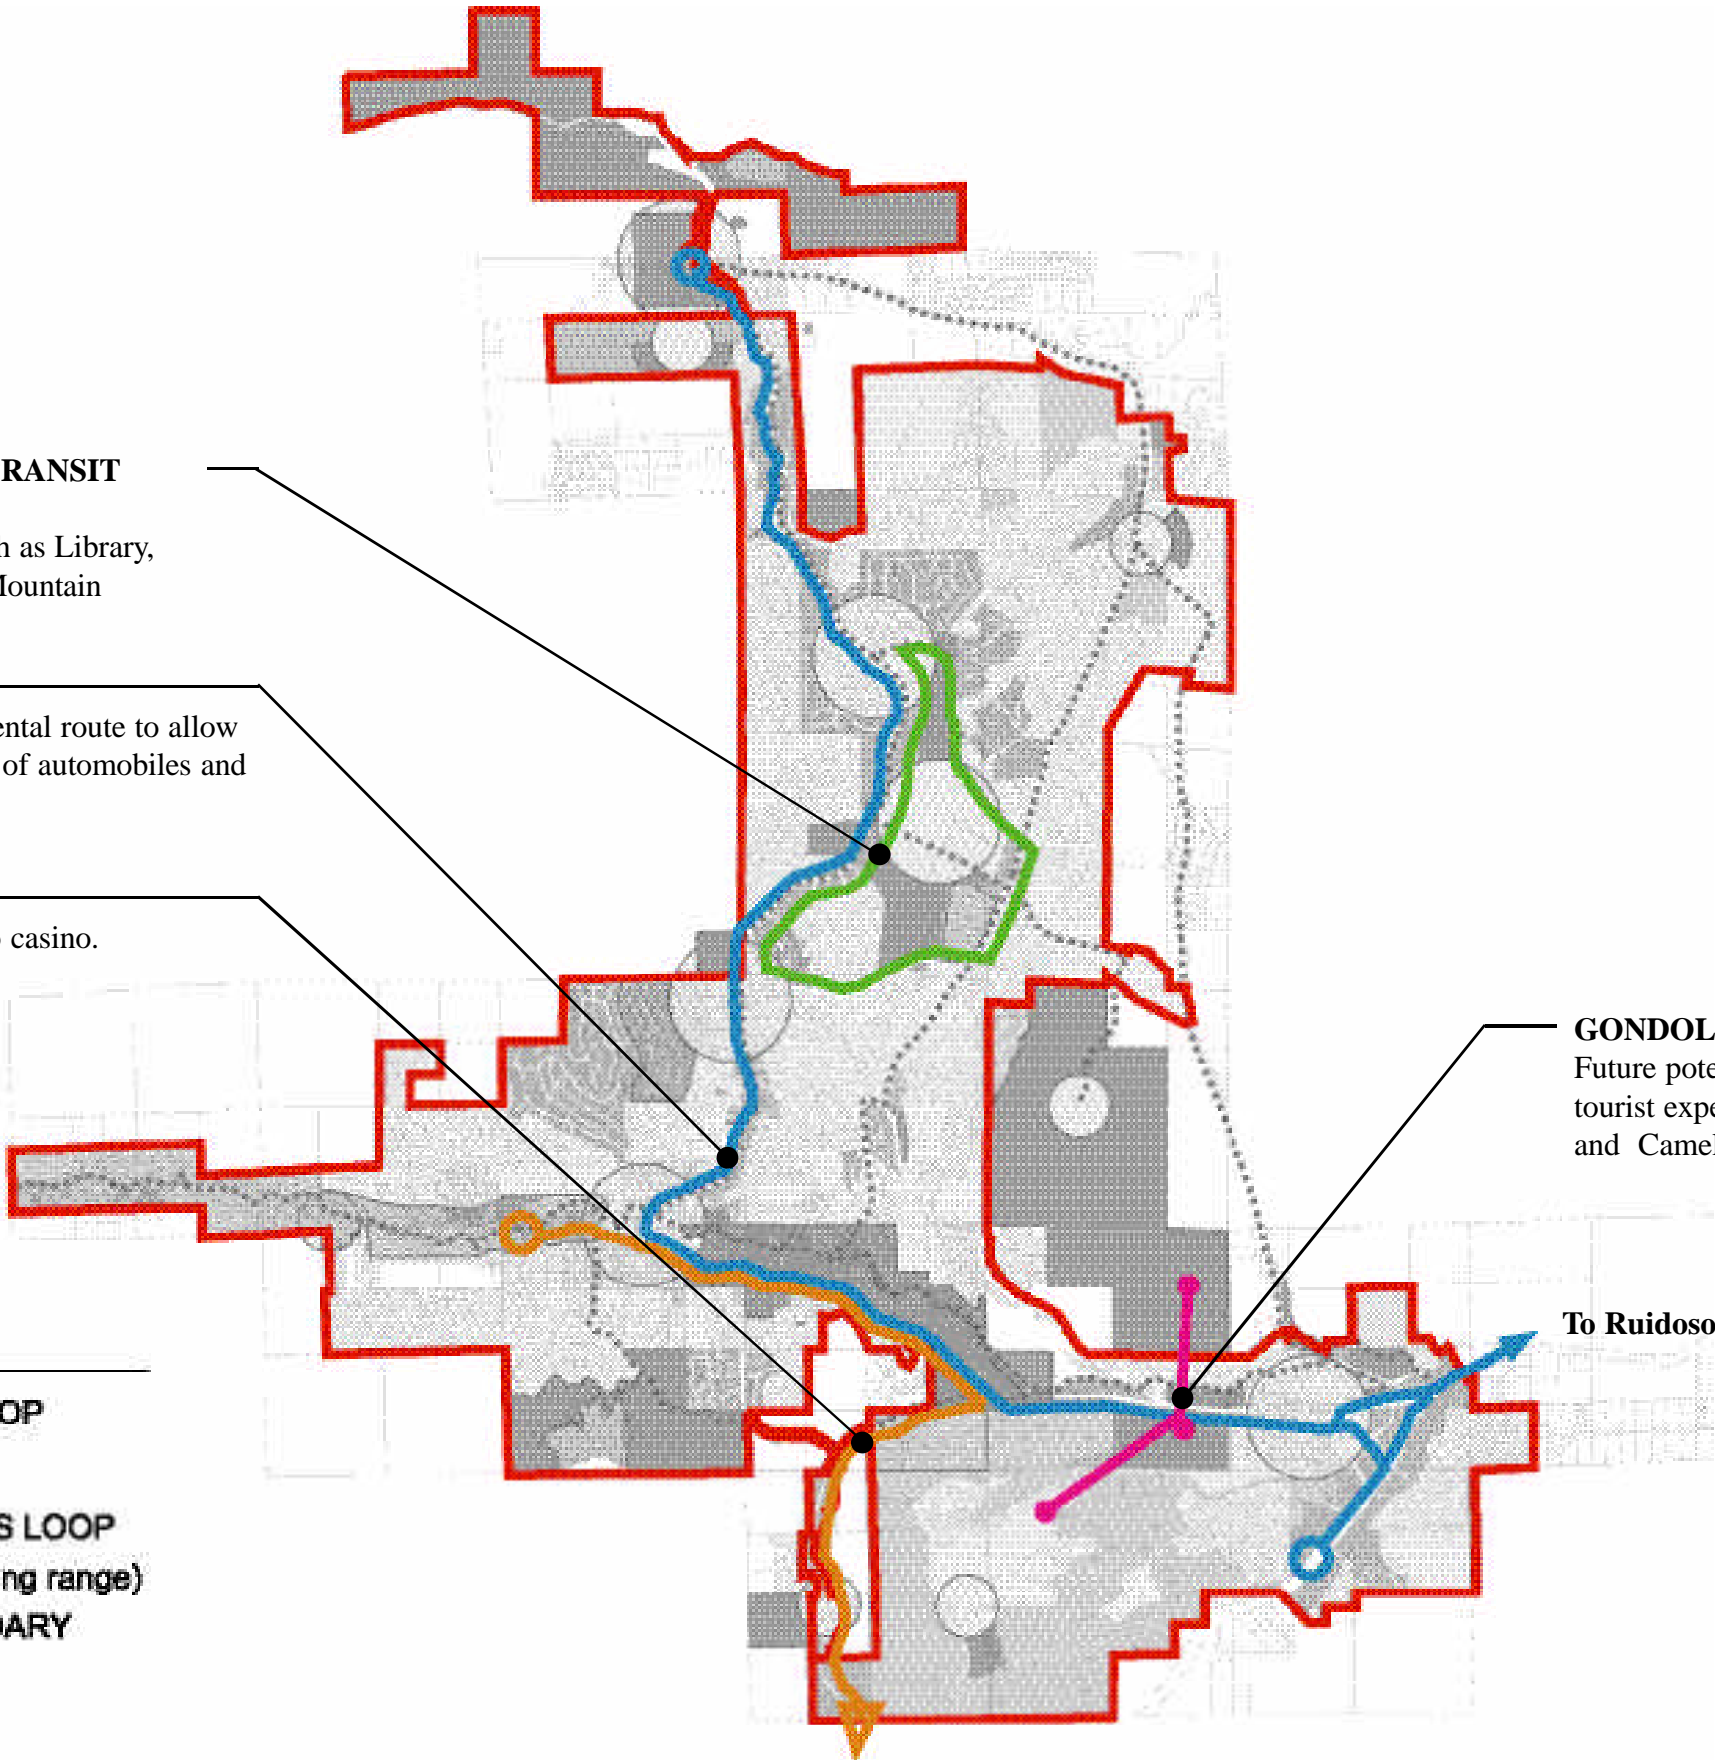 RANSIT
n as Library,
Mountain
ental route to allow
of automobiles and
casino.
GONDOL
Future pote
tourist expe
and Camel
To Ruidoso
OP
S LOOP
ng range)
DARY